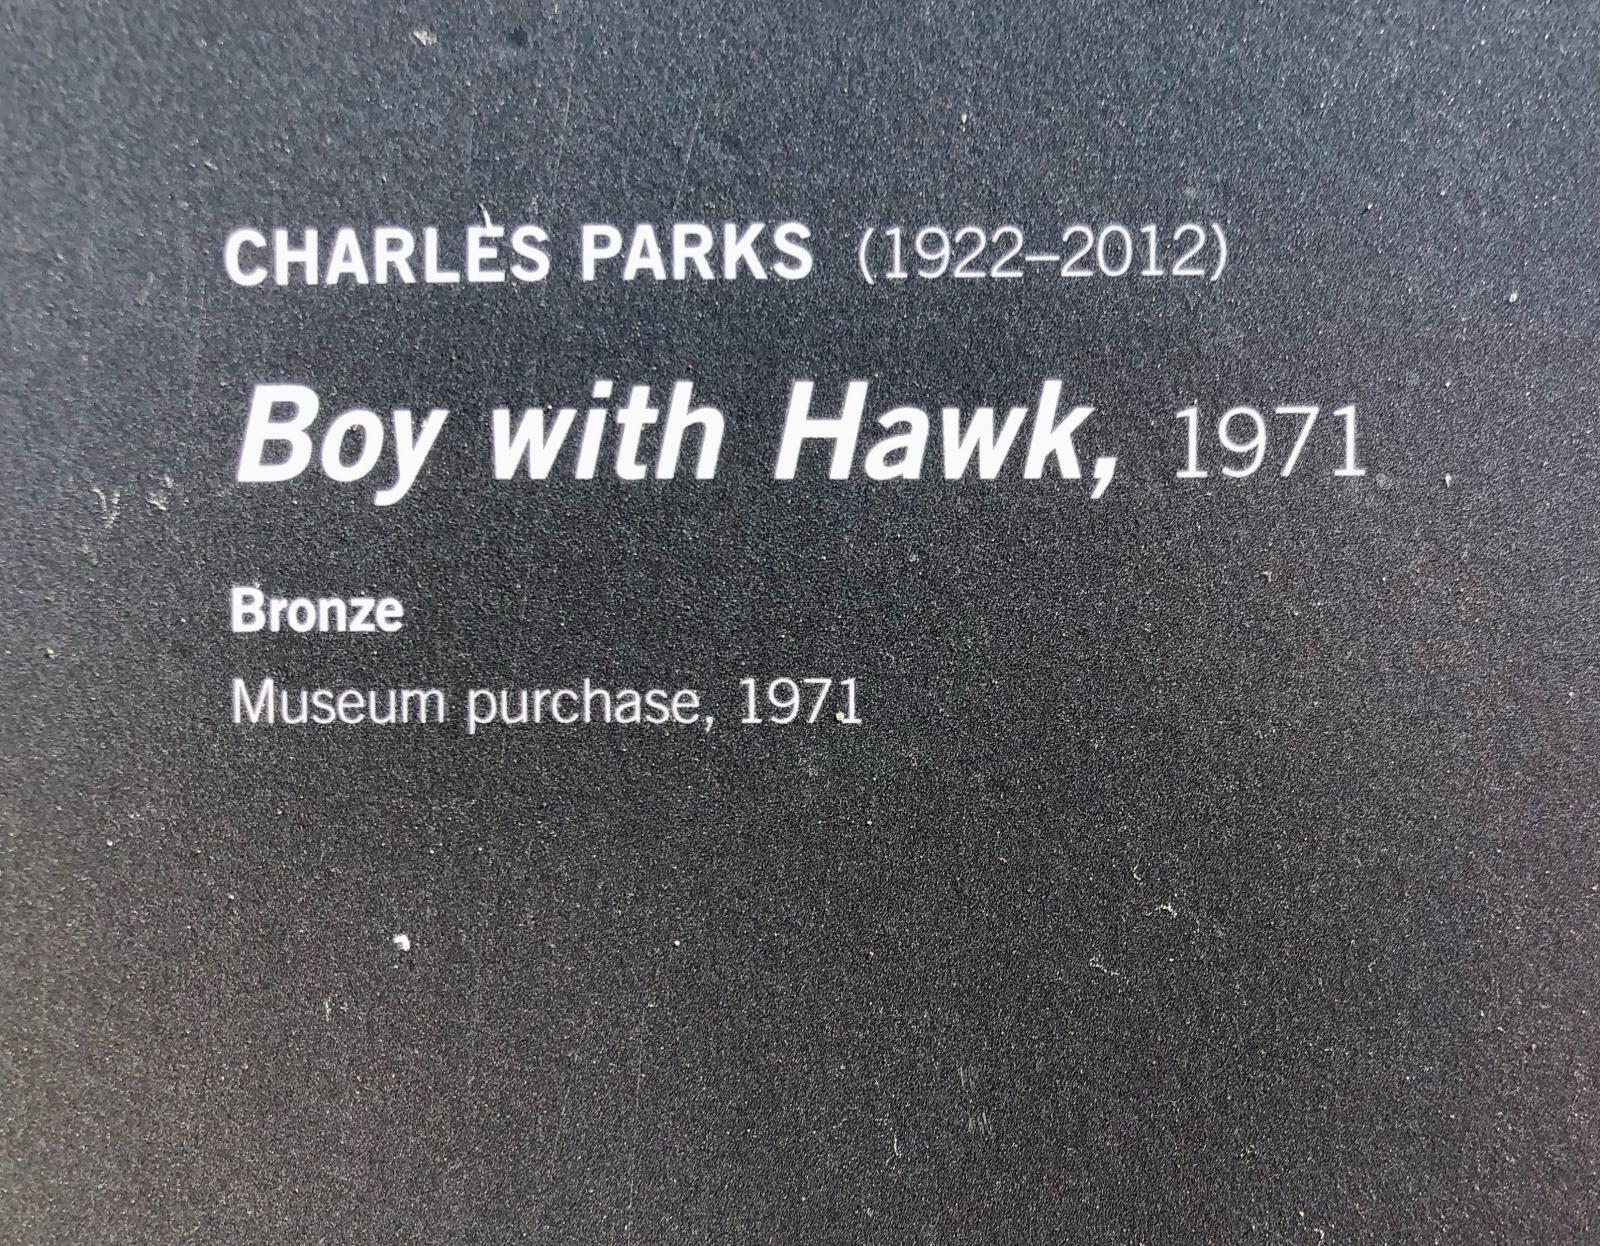 CHARLES PARKS (1922–2012)
Boy with Hawk, 1971
Bronze
Museum purchase, 1971